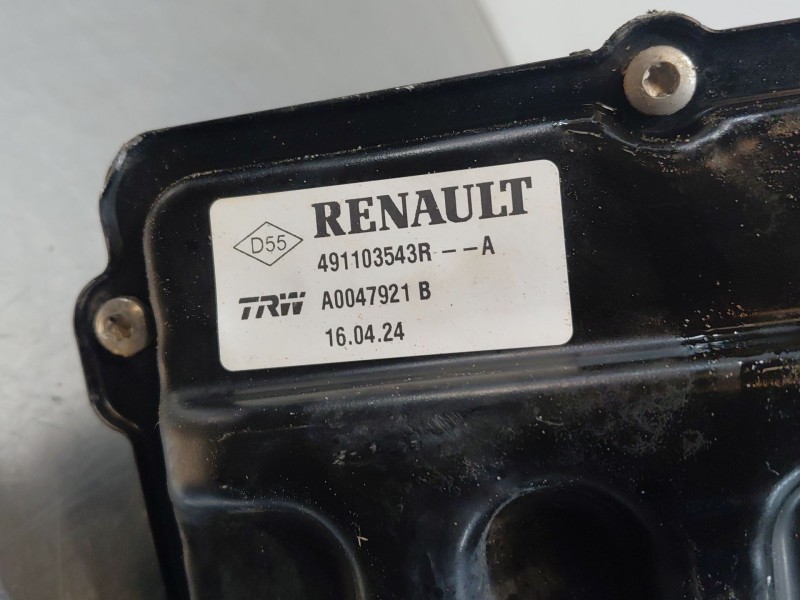 RENAULT
D55
491103543R -- A
TRW A0047921 B
16.04.24